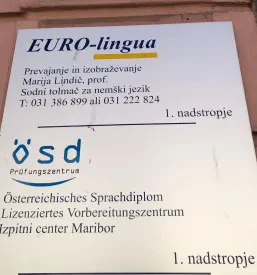 EURO-lingua
Prevajanje in izobraževanje
Marija Lindič, prof.
Sodni tolmač za nemški jezik
T: 031 386 899 ali 031 222 824
1. nadstropje
ösd
Prüfungszentrum
Österreichisches Sprachdiplom
Lizenziertes Vorbereitungszentrum
Izpitni center Maribor
1. nadstropje